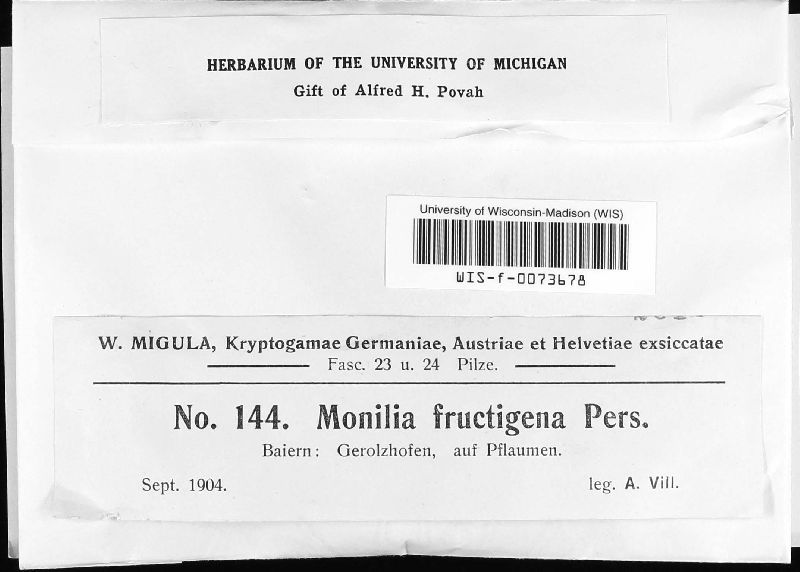 HERBARIUM OF THE UNIVERSITY OF MICHIGAN
Gift of Alfred H. Povah
University of Wisconsin-Madison (WIS)
WIS-f-0073678
W. MIGULA, Kryptogamae Germaniae, Austriae et Helvetiae exsiccatae
Fasc. 23 u. 24 Pilze.
No. 144. Monilia fructigena Pers.
Baiern: Gerolzhofen, auf Pflaumen.
Sept. 1904.
leg. A. Vill.